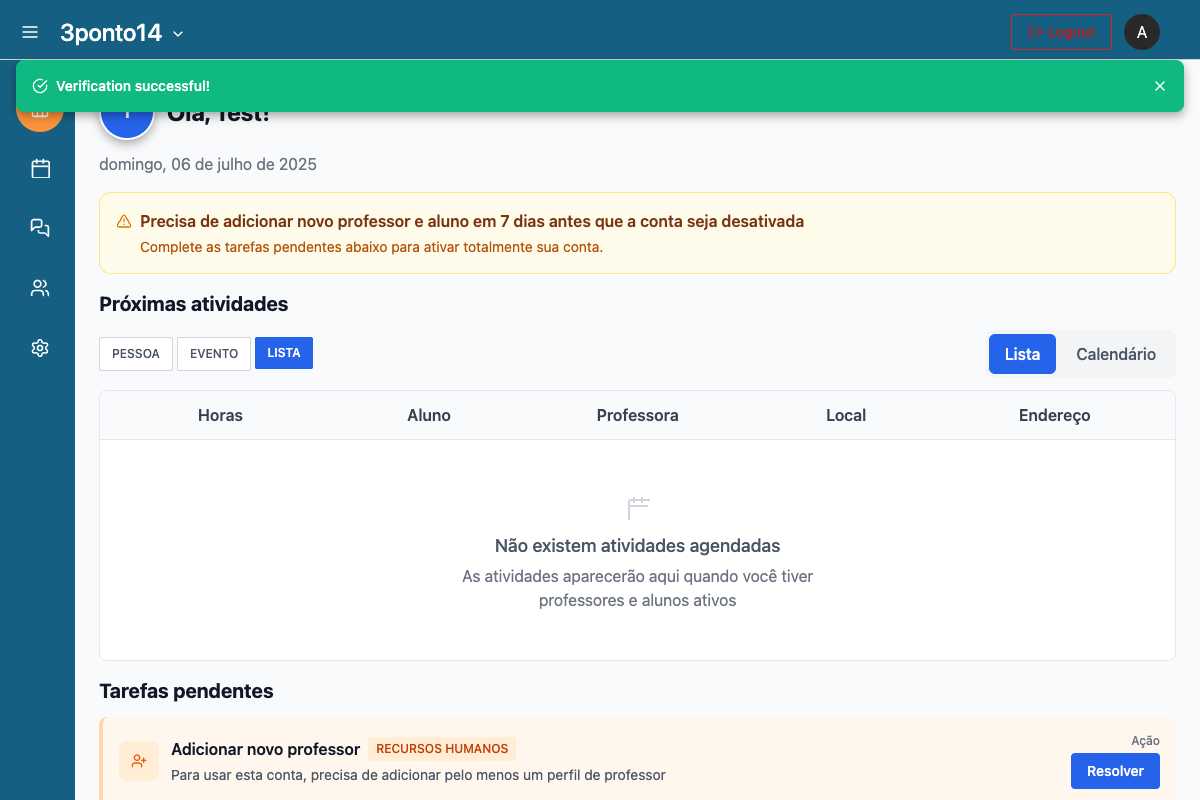 3ponto14
Logout
A
Verification successful!
Olá, Test!
domingo, 06 de julho de 2025
Precisa de adicionar novo professor e aluno em 7 dias antes que a conta seja desativada
Complete as tarefas pendentes abaixo para ativar totalmente sua conta.
Próximas atividades
PESSOA EVENTO LISTA
Lista Calendário
Horas Aluno Professora Local Endereço
Não existem atividades agendadas
As atividades aparecerão aqui quando você tiver
professores e alunos ativos
Tarefas pendentes
Adicionar novo professor RECURSOS HUMANOS
Para usar esta conta, precisa de adicionar pelo menos um perfil de professor
Ação
Resolver